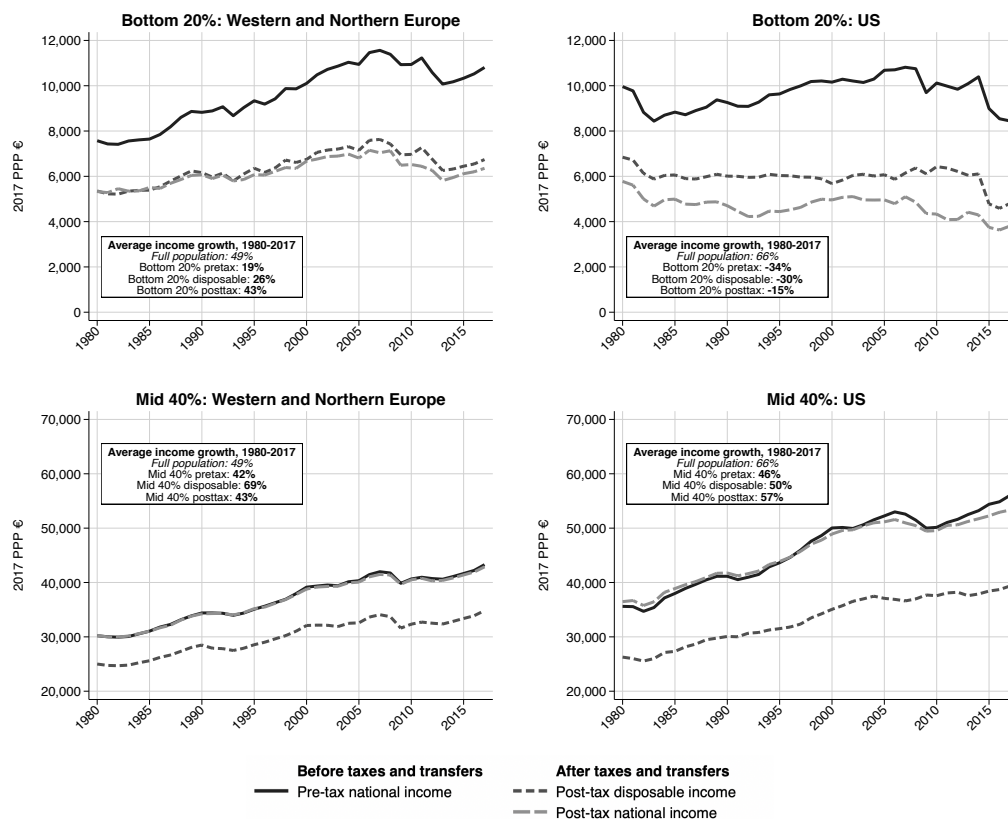 Bottom 20%: Western and Northern Europe
12,000
10,000
8,000
6,000
4,000
2,000
0
2017 PPP €
Average income growth, 1980-2017
Full population: 49%
Bottom 20% pretax: 19%
Bottom 20% disposable: 26%
Bottom 20% posttax: 43%
1980
1985
1990
1995
2000
2005
2010
2015
Bottom 20%: US
12,000
10,000
8,000
6,000
4,000
2,000
0
2017 PPP €
Average income growth, 1980-2017
Full population: 66%
Bottom 20% pretax: -34%
Bottom 20% disposable: -30%
Bottom 20% posttax: -15%
1980
1985
1990
1995
2000
2005
2010
2015
Mid 40%: Western and Northern Europe
70,000
60,000
50,000
40,000
30,000
20,000
2017 PPP €
Average income growth, 1980-2017
Full population: 49%
Mid 40% pretax: 42%
Mid 40% disposable: 69%
Mid 40% posttax: 43%
1980
1985
1990
1995
2000
2005
2010
2015
Mid 40%: US
70,000
60,000
50,000
40,000
30,000
20,000
2017 PPP €
Average income growth, 1980-2017
Full population: 66%
Mid 40% pretax: 46%
Mid 40% disposable: 50%
Mid 40% posttax: 57%
1980
1985
1990
1995
2000
2005
2010
2015
Before taxes and transfers
Pre-tax national income
After taxes and transfers
Post-tax disposable income
Post-tax national income